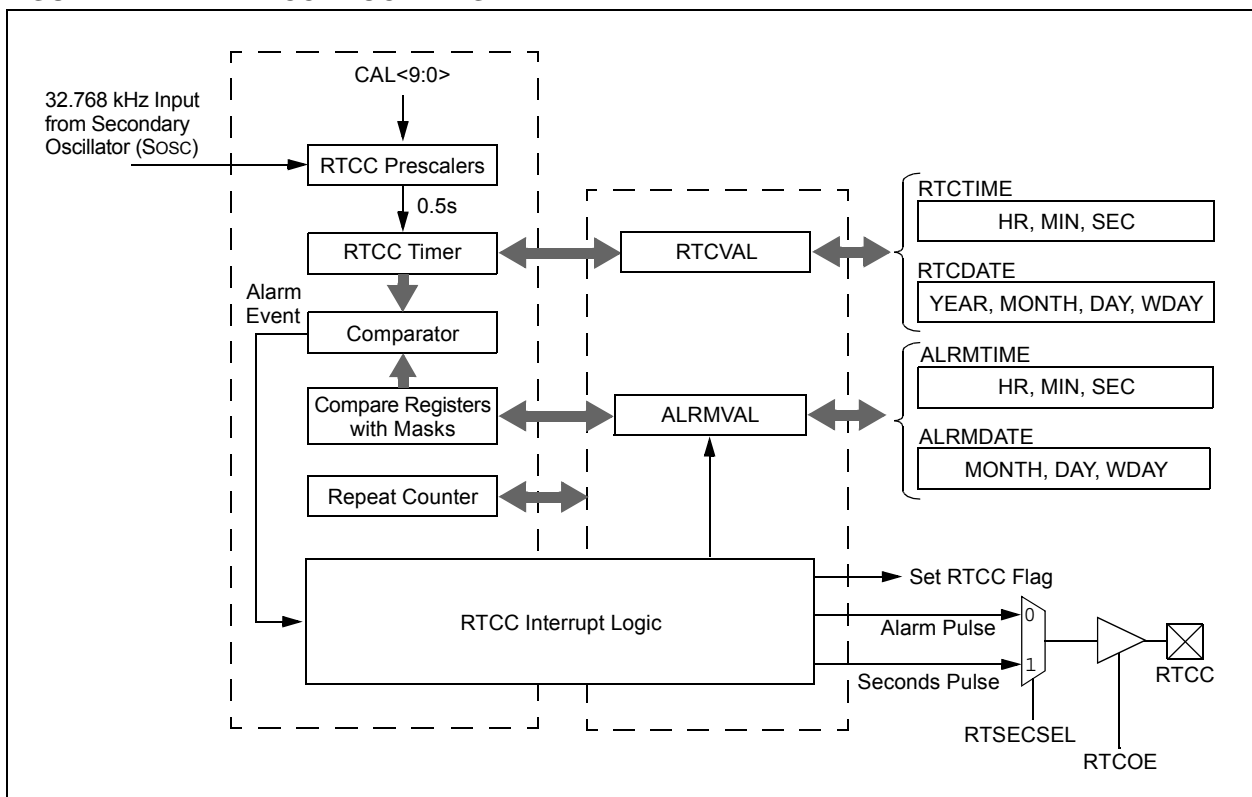 CAL<9:0>
32.768 kHz Input
from Secondary
Oscillator (SOSC)
RTCC Prescalers
0.5s
RTCC Timer
RTCVAL
RTCTIME
HR, MIN, SEC
RTCDATE
YEAR, MONTH, DAY, WDAY
Alarm
Event
Comparator
Compare Registers
with Masks
ALRMVAL
ALRMTIME
HR, MIN, SEC
ALRMDATE
MONTH, DAY, WDAY
Repeat Counter
RTCC Interrupt Logic
Set RTCC Flag
Alarm Pulse
Seconds Pulse
0
1
RTSECSEL
RTCOE
RTCC